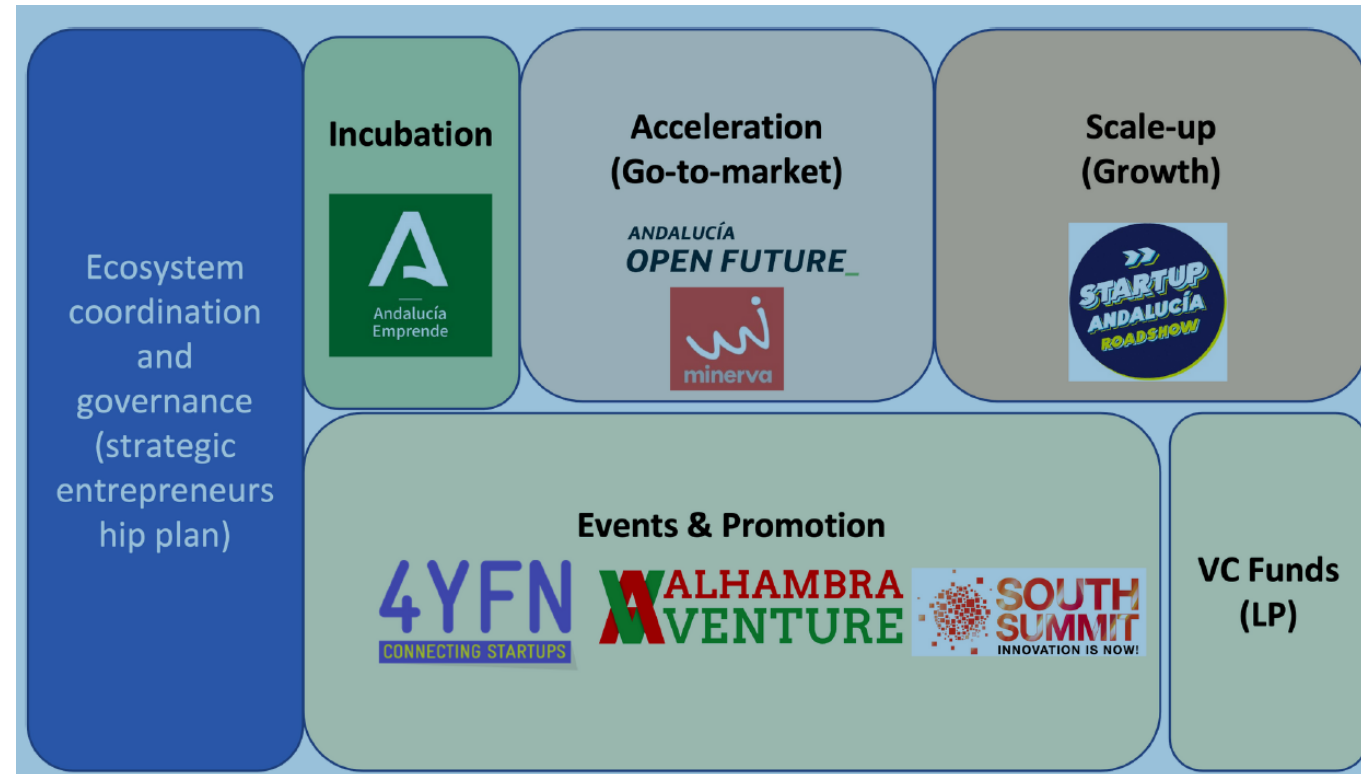 Ecosystem
coordination
and
governance
(strategic
entrepreneurs
hip plan)
Incubation
A
Andalucía
Emprende
Acceleration
(Go-to-market)
ANDALUCÍA
OPEN FUTURE_
minerva
Scale-up
(Growth)
STARTUP
ANDALUCÍA
ROADSHOW
Events & Promotion
4YFN
CONNECTING STARTUPS
ALHAMBRA
VENTURE
SOUTH
SUMMIT
INNOVATION IS NOW!
VC Funds
(LP)